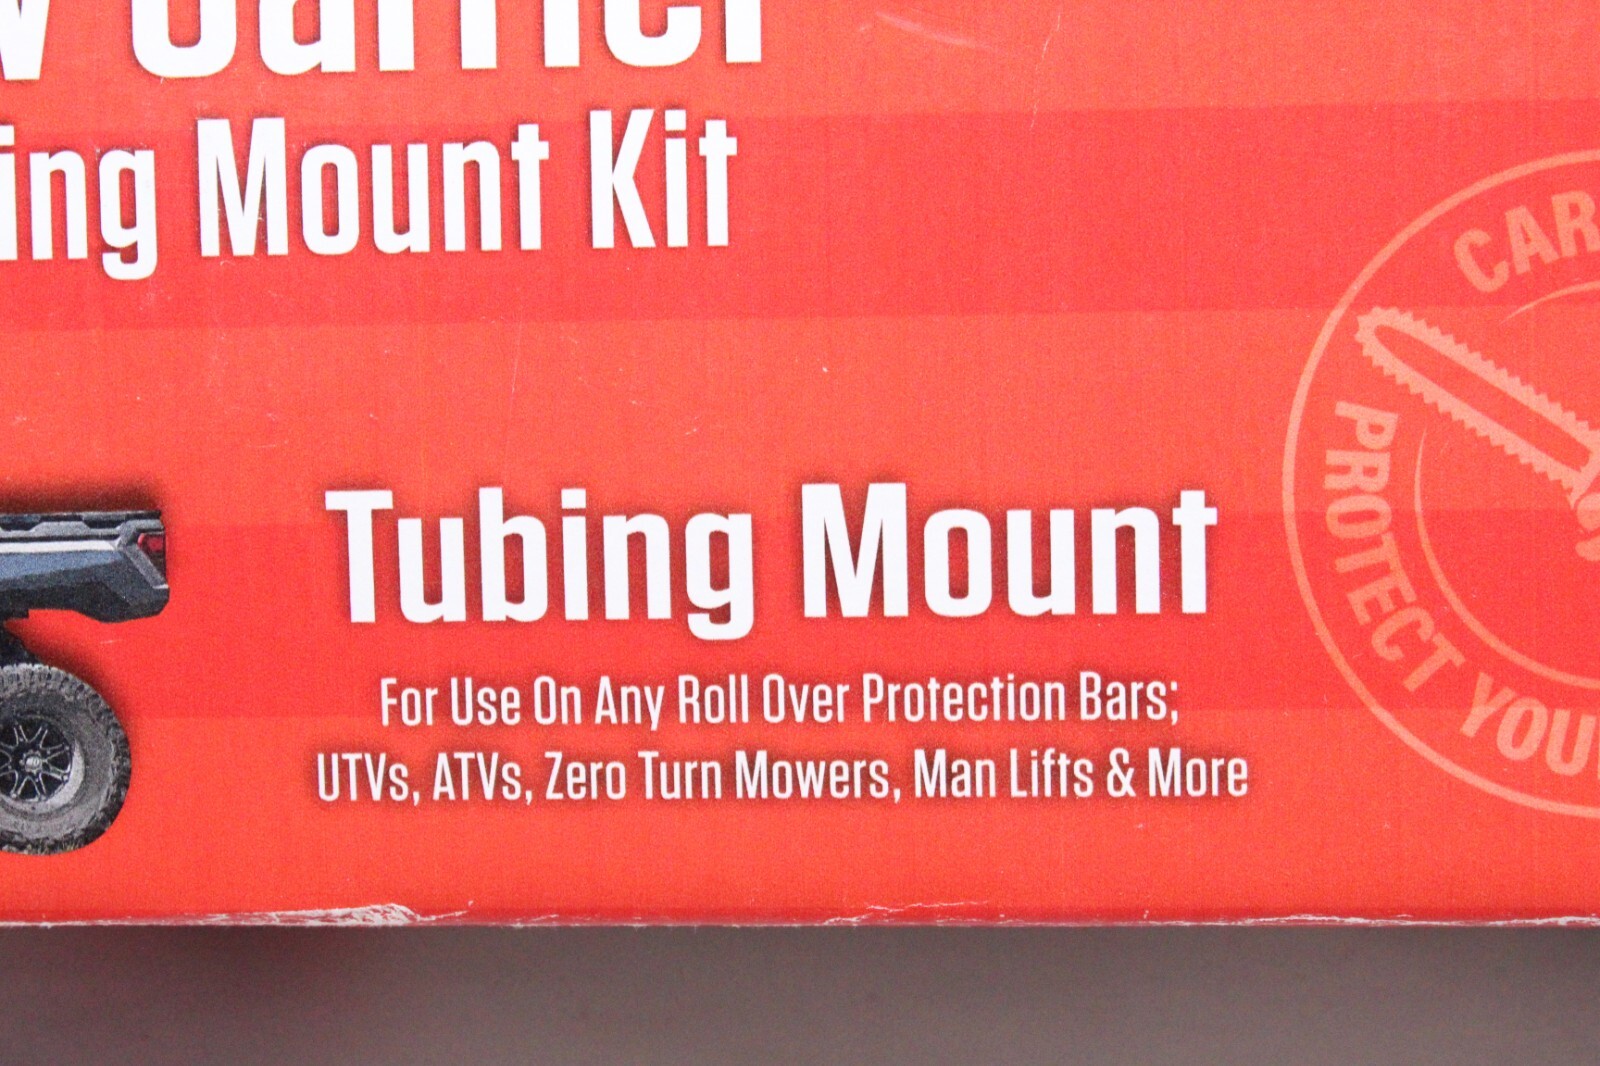 Mount Kit
Tubing Mount
For Use On Any Roll Over Protection Bars;
UTVs, ATVs, Zero Turn Mowers, Man Lifts & More
PROTECT